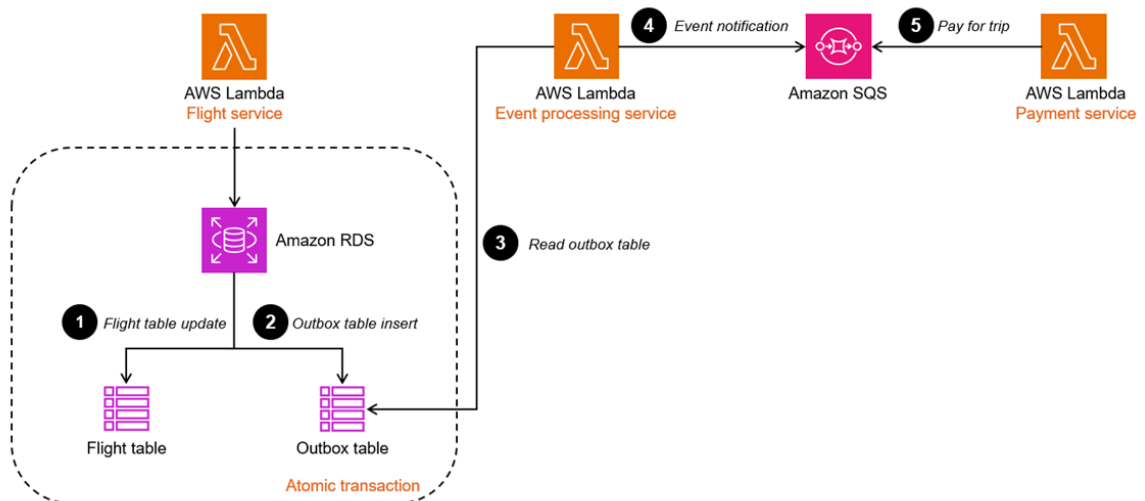 4 Event notification
5 Pay for trip
AWS Lambda
Flight service
AWS Lambda
Event processing service
Amazon SQS
AWS Lambda
Payment service
Amazon RDS
3 Read outbox table
1 Flight table update
2 Outbox table insert
Flight table
Outbox table
Atomic transaction